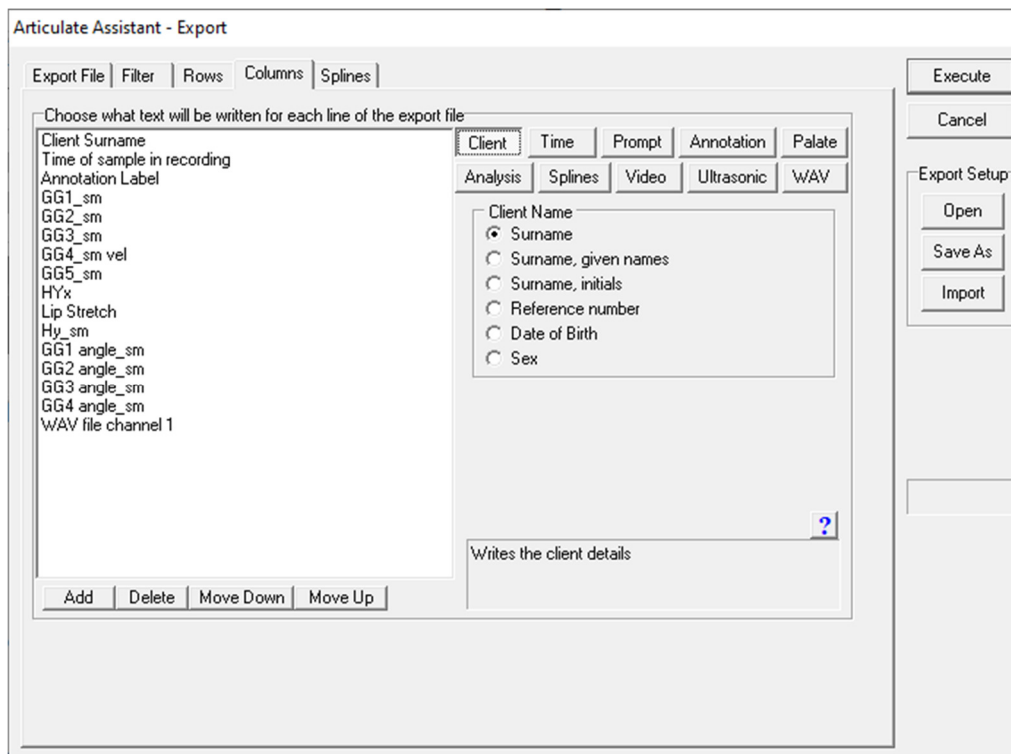 Articulate Assistant - Export
Export File Filter Rows Columns Splines
Execute
Cancel
Choose what text will be written for each line of the export file
Client Surname
Time of sample in recording
Annotation Label
GG1_sm
GG2_sm
GG3_sm
GG4_sm vel
GG5_sm
HYx
Lip Stretch
Hy_sm
GG1 angle_sm
GG2 angle_sm
GG3 angle_sm
GG4 angle_sm
WAV file channel 1
Client Time Prompt Annotation Palate
Analysis Splines Video Ultrasonic WAV
Client Name
Surname
Surname, given names
Surname, initials
Reference number
Date of Birth
Sex
?
Writes the client details
Add Delete Move Down Move Up
Export Setup
Open
Save As
Import